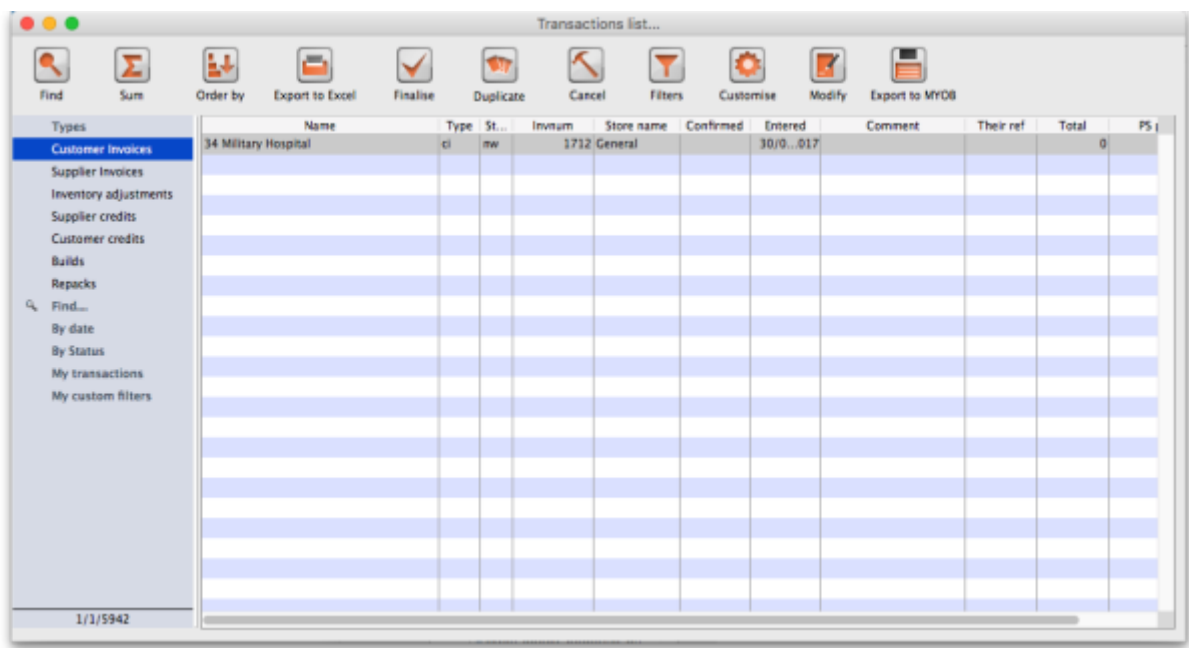 Transactions list...
Find Sum Order by Export to Excel Finalise Duplicate Cancel Filters Customise Modify Export to MYOB
Types Name Type St... Invnum Store name Confirmed Entered Comment Their ref Total PS
Customer Invoices 34 Military Hospital ci nw 1712 General 30/0...017 0
Supplier Invoices
Inventory adjustments
Supplier credits
Customer credits
Builds
Repacks
Find...
By date
By Status
My transactions
My custom filters
1/1/5942